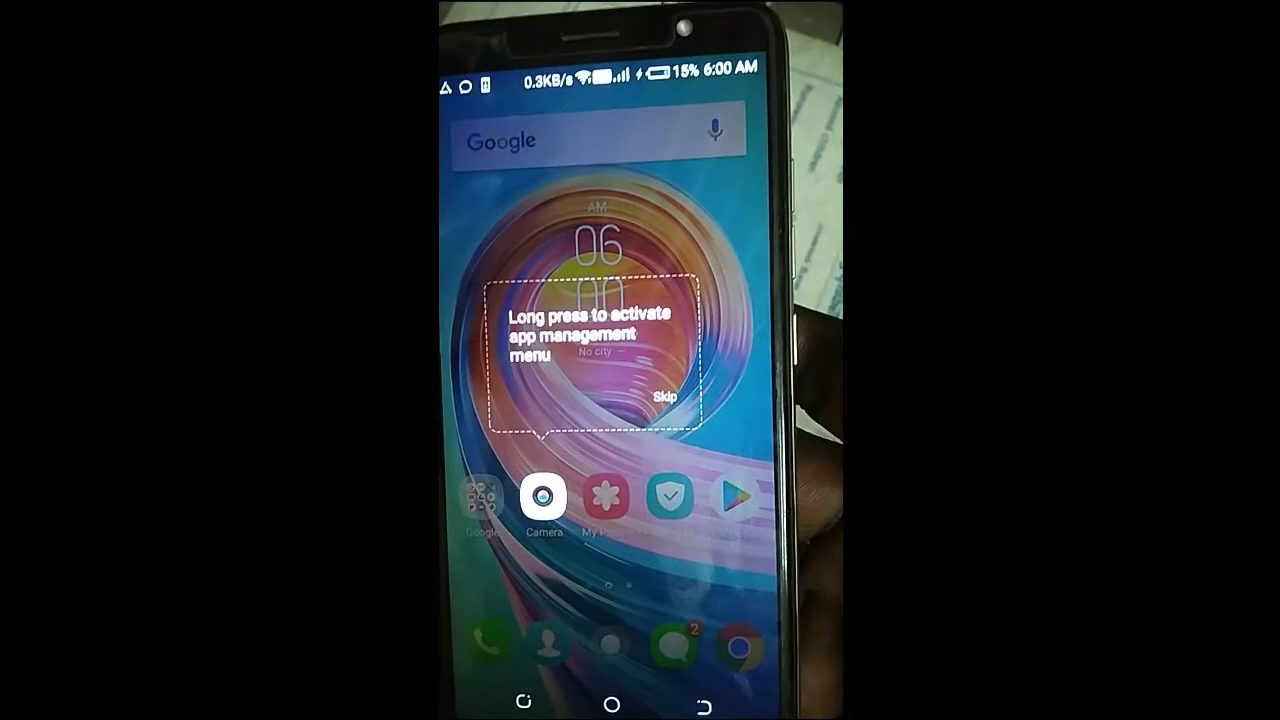 0.3KB/s 15% 6:00 AM
Google
AM
06
00
Long press to activate
app management
menu
No city
Skip
Google
Camera
2